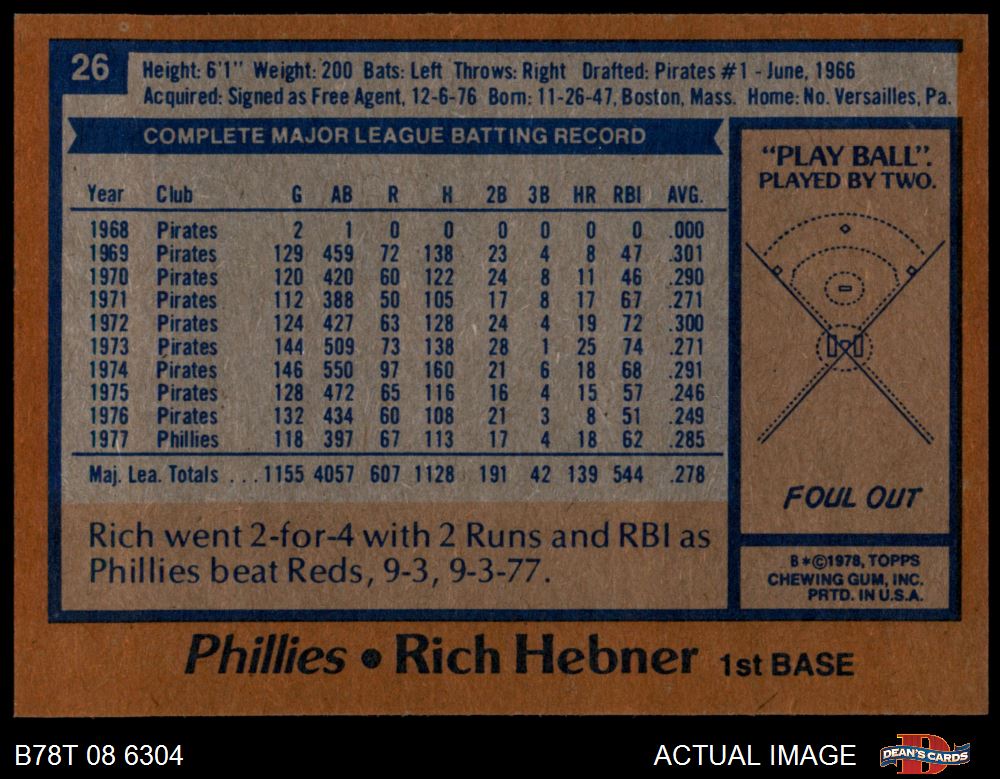 26
Height: 6'1" Weight: 200 Bats: Left Throws: Right Drafted: Pirates #1 - June, 1966
Acquired: Signed as Free Agent, 12-6-76 Born: 11-26-47, Boston, Mass. Home: No. Versailles, Pa.
COMPLETE MAJOR LEAGUE BATTING RECORD
Year Club G AB R H 2B 3B HR RBI AVG.
1968 Pirates 2 1 0 0 0 0 0 0 .000
1969 Pirates 129 459 72 138 23 4 8 47 .301
1970 Pirates 120 420 60 122 24 8 11 46 .290
1971 Pirates 112 388 50 105 17 8 17 67 .271
1972 Pirates 124 427 63 128 24 4 19 72 .300
1973 Pirates 144 509 73 138 28 1 25 74 .271
1974 Pirates 146 550 97 160 21 6 18 68 .291
1975 Pirates 128 472 65 116 16 4 15 57 .246
1976 Pirates 132 434 60 108 21 3 8 51 .249
1977 Phillies 118 397 67 113 17 4 18 62 .285
Maj. Lea. Totals . . . 1155 4057 607 1128 191 42 139 544 .278
Rich went 2-for-4 with 2 Runs and RBI as
Phillies beat Reds, 9-3, 9-3-77.
"PLAY BALL".
PLAYED BY TWO.
FOUL OUT
B*©1978, TOPPS
CHEWING GUM, INC.
PRTD. IN U.S.A.
Phillies • Rich Hebner 1st BASE
B78T 08 6304
ACTUAL IMAGE
DEAN'S CARDS